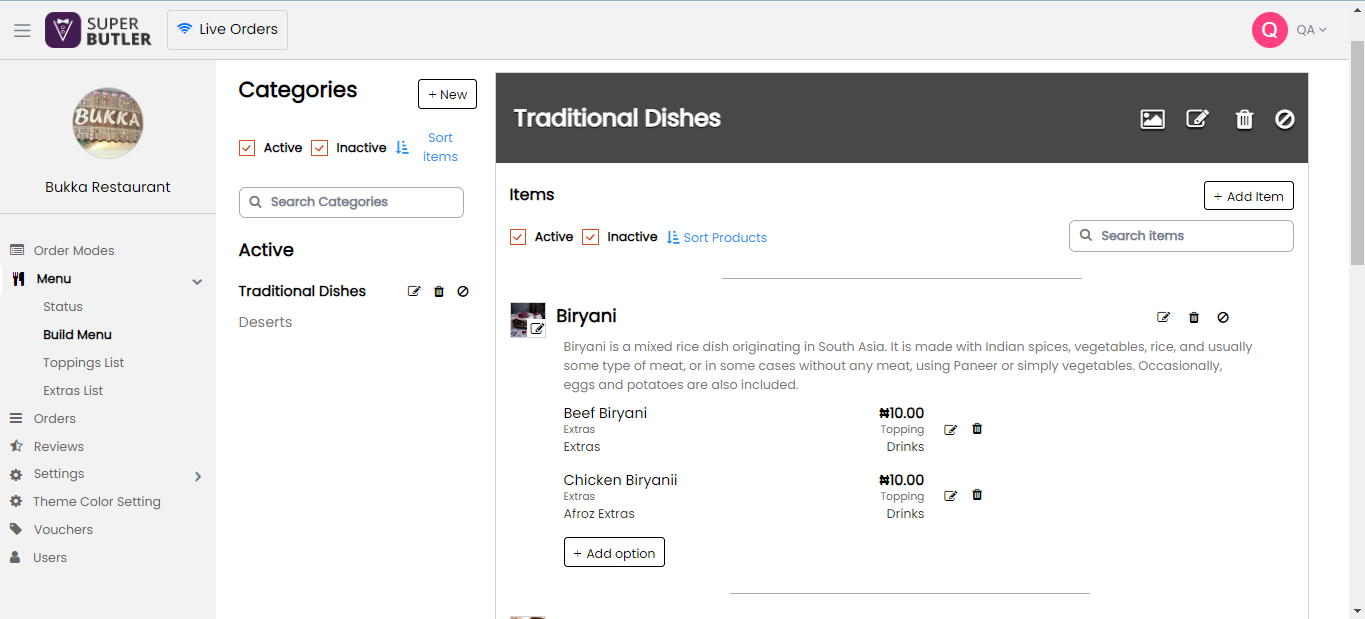 SUPER
BUTLER
Live Orders
Q
QA
BUKKA
Bukka Restaurant
Order Modes
Menu
Status
Build Menu
Toppings List
Extras List
Orders
Reviews
Settings
Theme Color Setting
Vouchers
Users
Categories
+ New
Active
Inactive
Sort
items
Search Categories
Active
Traditional Dishes
Deserts
Traditional Dishes
Items
+ Add Item
Active
Inactive
Sort Products
Search items
Biryani
Biryani is a mixed rice dish originating in South Asia. It is made with Indian spices, vegetables, rice, and usually
some type of meat, or in some cases without any meat, using Paneer or simply vegetables. Occasionally,
eggs and potatoes are also included.
Beef Biryani ₦10.00
Extras Topping
Extras Drinks
Chicken Biryanii ₦10.00
Extras Topping
Afroz Extras Drinks
+ Add option